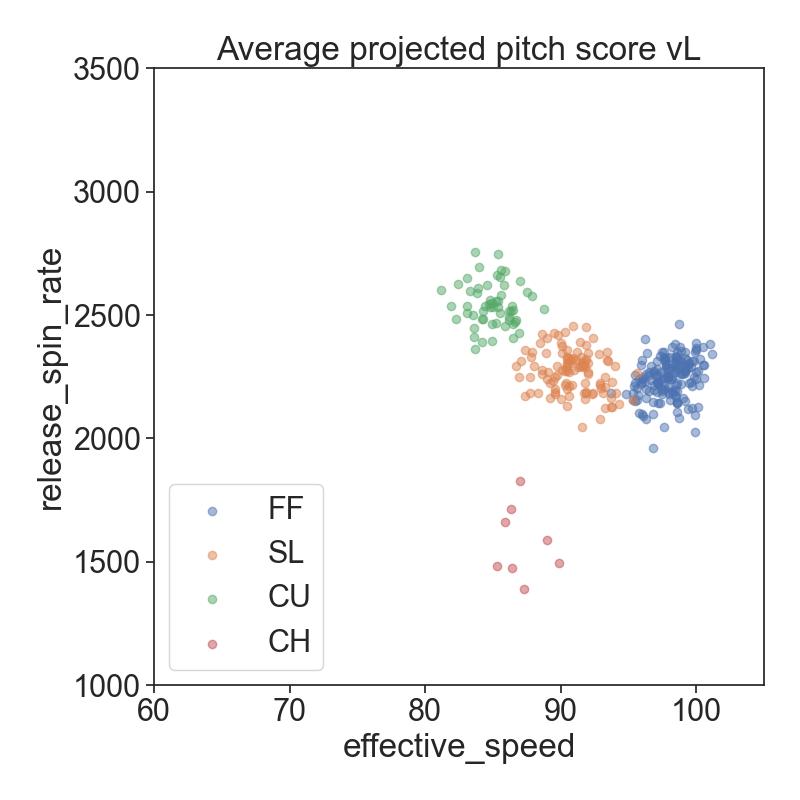 Average projected pitch score vL
3500
3000
2500
2000
1500
1000
release_spin_rate
FF
SL
CU
CH
60 70 80 90 100
effective_speed